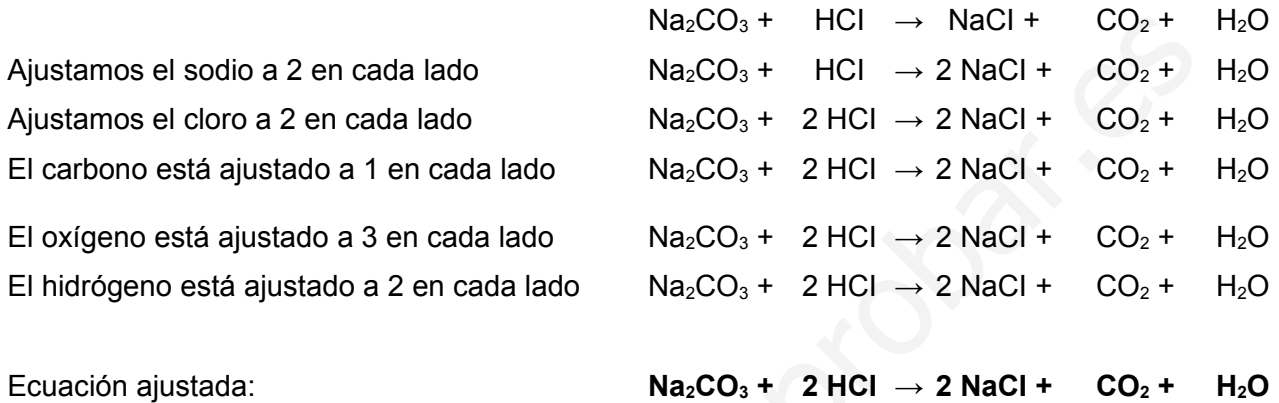 Na₂CO₃ + HCl → NaCl + CO₂ + H₂O
Ajustamos el sodio a 2 en cada lado Na₂CO₃ + HCl → 2 NaCl + CO₂ + H₂O
Ajustamos el cloro a 2 en cada lado Na₂CO₃ + 2 HCl → 2 NaCl + CO₂ + H₂O
El carbono está ajustado a 1 en cada lado Na₂CO₃ + 2 HCl → 2 NaCl + CO₂ + H₂O
El oxígeno está ajustado a 3 en cada lado Na₂CO₃ + 2 HCl → 2 NaCl + CO₂ + H₂O
El hidrógeno está ajustado a 2 en cada lado Na₂CO₃ + 2 HCl → 2 NaCl + CO₂ + H₂O
Ecuación ajustada: Na₂CO₃ + 2 HCl → 2 NaCl + CO₂ + H₂O